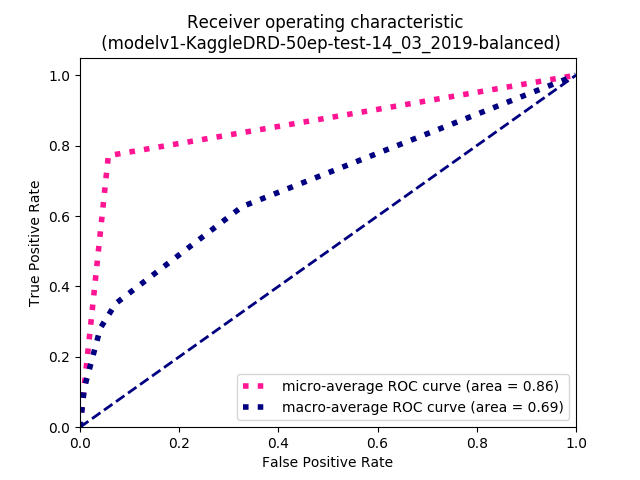 Receiver operating characteristic
(modelv1-KaggleDRD-50ep-test-14_03_2019-balanced)
1.0
0.8
0.6
0.4
0.2
0.0
True Positive Rate
micro-average ROC curve (area = 0.86)
macro-average ROC curve (area = 0.69)
0.0 0.2 0.4 0.6 0.8 1.0
False Positive Rate